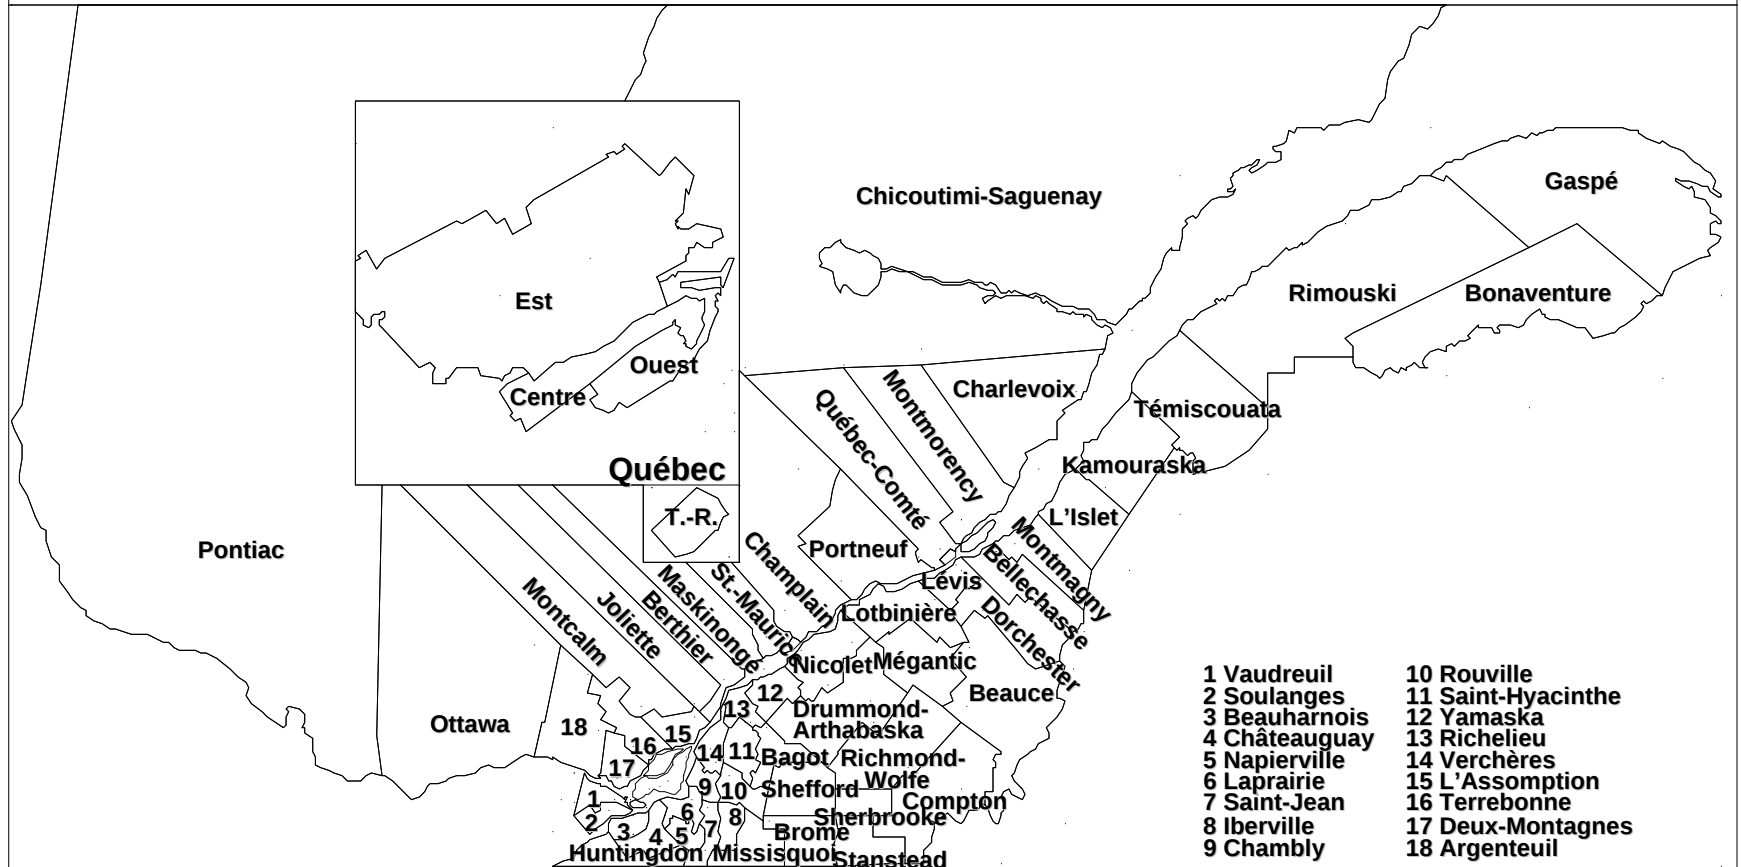 Chicoutimi-Saguenay
Gaspé
Rimouski
Bonaventure
Est
Ouest
Centre
Québec
T.-R.
Charlevoix
Montmorency
Québec-Comté
Témiscouata
Kamouraska
L'Islet
Montmagny
Bellechasse
Dorchester
Lévis
Portneuf
Champlain
St.-Maurice
Maskinongé
Berthier
Joliette
Montcalm
Pontiac
Ottawa
Lotbinière
Nicolet
Mégantic
Beauce
Drummond-
Arthabaska
12
13
18
15
16
17
14
11
Bagot
Richmond-
Wolfe
Shefford
Compton
Sherbrooke
1
2
3
4
5
6
7
8
9
10
Brome
Huntingdon
Missisquoi
Stanstead
1 Vaudreuil
2 Soulanges
3 Beauharnois
4 Châteauguay
5 Napierville
6 Laprairie
7 Saint-Jean
8 Iberville
9 Chambly
10 Rouville
11 Saint-Hyacinthe
12 Yamaska
13 Richelieu
14 Verchères
15 L'Assomption
16 Terrebonne
17 Deux-Montagnes
18 Argenteuil